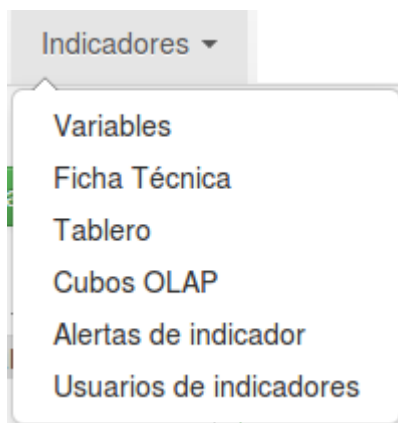 Indicadores
Variables
Ficha Técnica
Tablero
Cubos OLAP
Alertas de indicador
Usuarios de indicadores